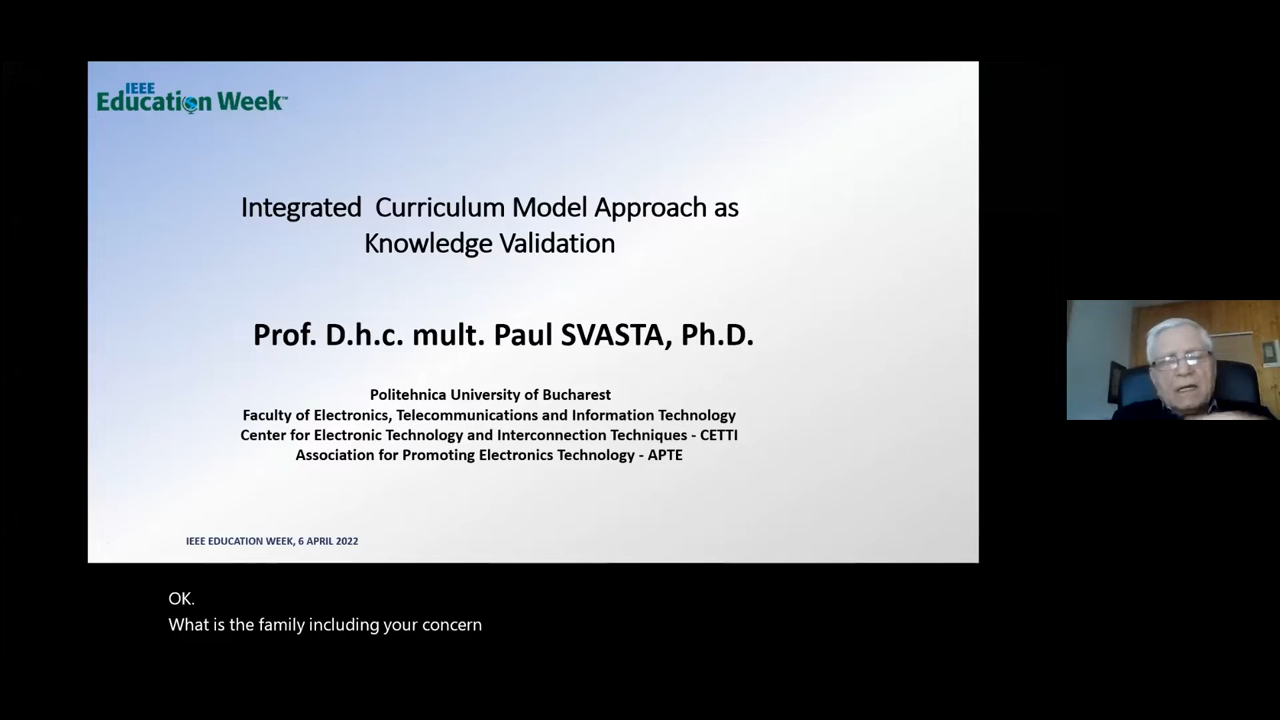 IEEE
Education Week™
Integrated Curriculum Model Approach as
Knowledge Validation
Prof. D.h.c. mult. Paul SVASTA, Ph.D.
Politehnica University of Bucharest
Faculty of Electronics, Telecommunications and Information Technology
Center for Electronic Technology and Interconnection Techniques - CETTI
Association for Promoting Electronics Technology - APTE
IEEE EDUCATION WEEK, 6 APRIL 2022
OK.
What is the family including your concern